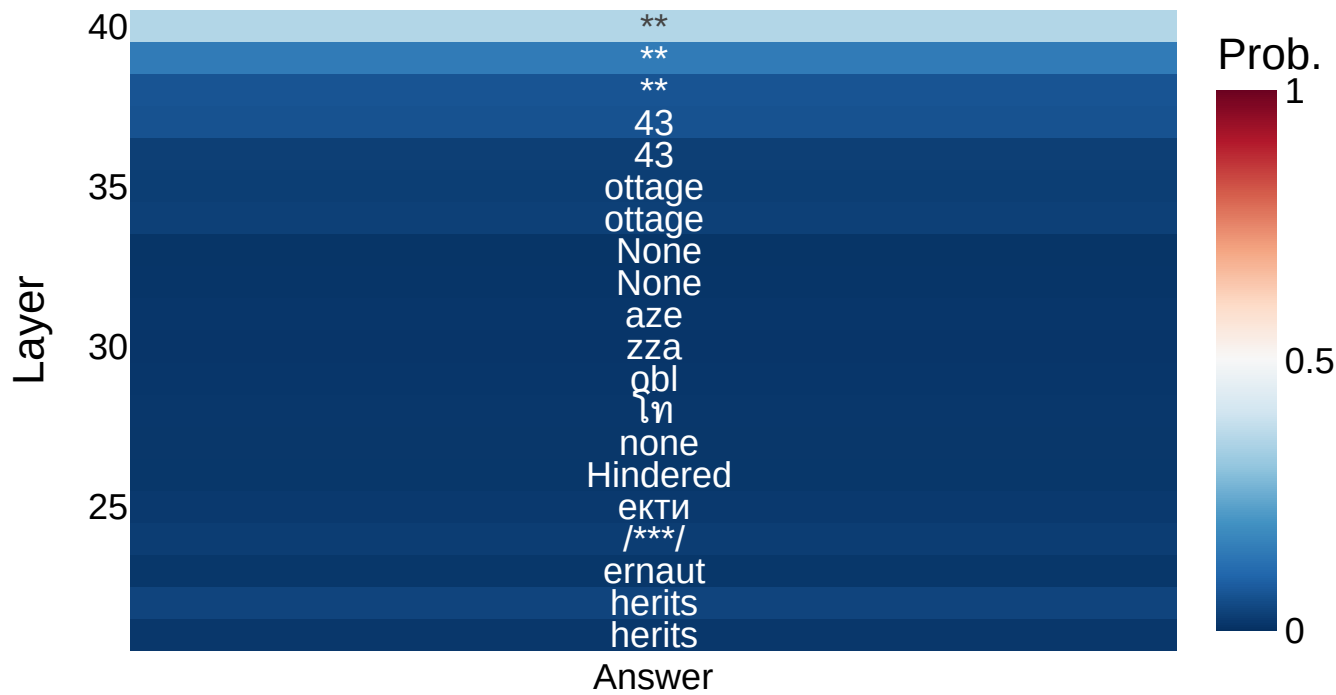 40
**
Prob.
**
1
**
43
43
35
ottage
ottage
None
None
Layer
aze
0.5
30
zza
obl
โท
none
Hindered
25
екти
/***/
ernaut
herits
herits
0
Answer